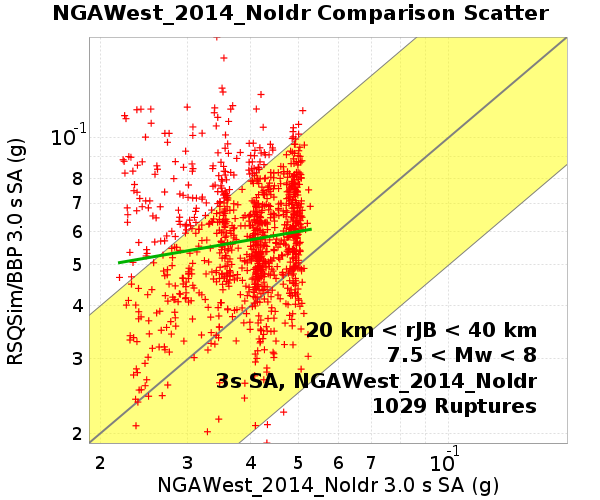 NGAWest_2014_NoIdr Comparison Scatter
RSQSim/BBP 3.0 s SA (g)
10^-1
8
7
6
5
4
3
2
20 km < rJB < 40 km
7.5 < Mw < 8
3s SA, NGAWest_2014_NoIdr
1029 Ruptures
2 3 4 5 6 7 10^-1
NGAWest_2014_NoIdr 3.0 s SA (g)